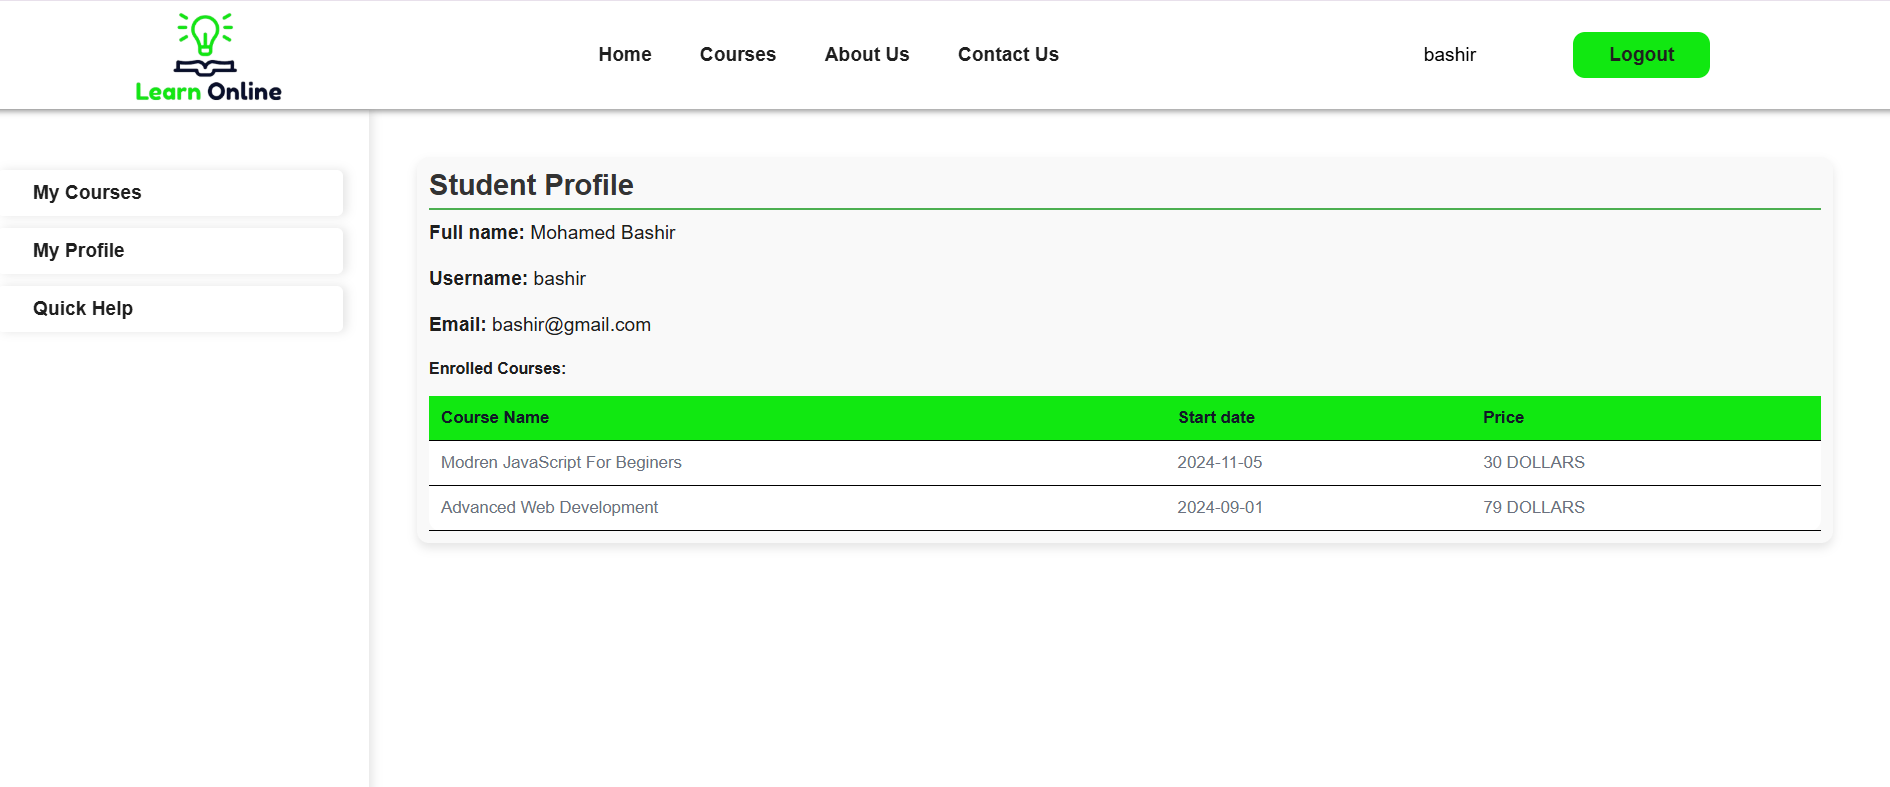 Learn Online
Home Courses About Us Contact Us bashir Logout
My Courses
My Profile
Quick Help
Student Profile
Full name: Mohamed Bashir
Username: bashir
Email: bashir@gmail.com
Enrolled Courses:
Course Name Start date Price
Modren JavaScript For Beginers 2024-11-05 30 DOLLARS
Advanced Web Development 2024-09-01 79 DOLLARS